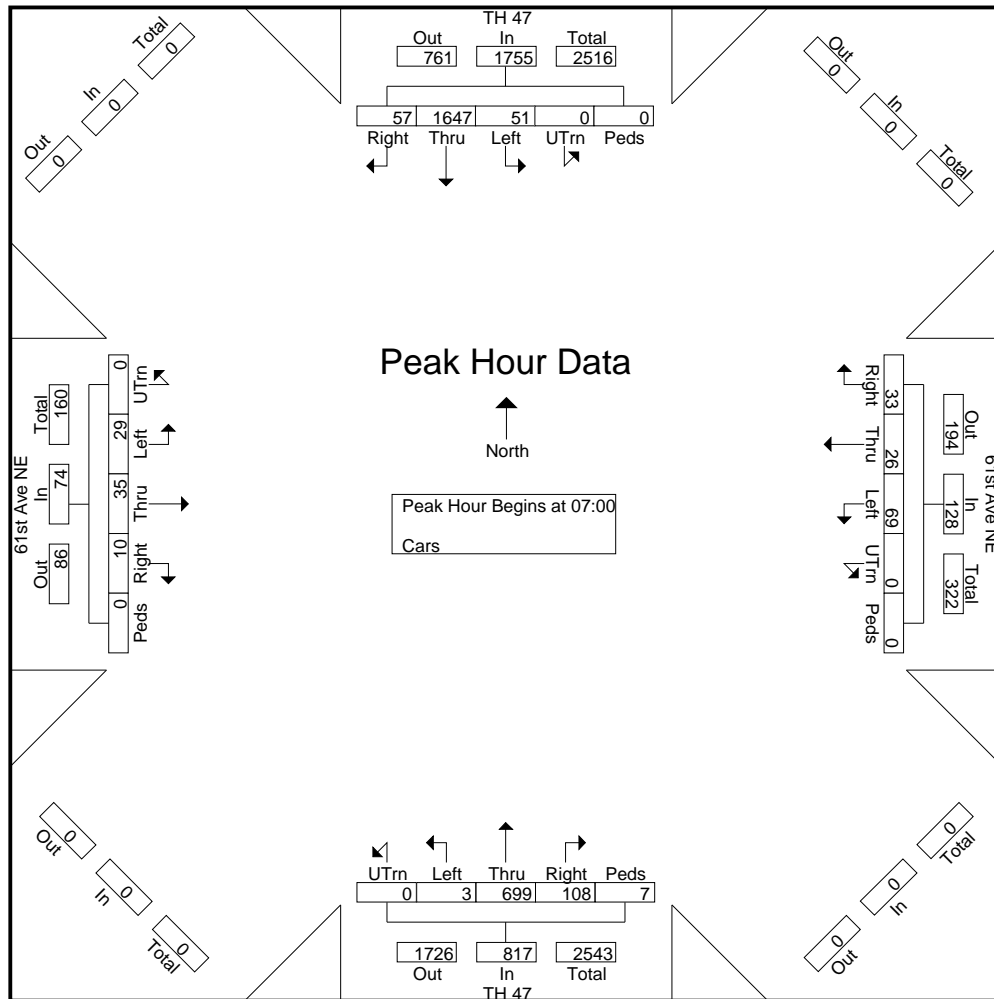 TH 47
Out In Total
761 1755 2516
57 1647 51 0 0
Right Thru Left UTrn Peds
Total
0
In
0
Out
0
Out
0
In
0
Total
0
61st Ave NE
Total In Out
160 74 86
0 29 35 10 0
UTrn Left Thru Right Peds
Peak Hour Data
North
Peak Hour Begins at 07:00
Cars
Right Thru Left UTrn Peds
33 26 69 0 0
Out In Total
194 128 322
61st Ave NE
0
Out
0
In
0
Total
0
Total
0
In
0
Out
UTrn Left Thru Right Peds
0 3 699 108 7
1726 817 2543
Out In Total
TH 47